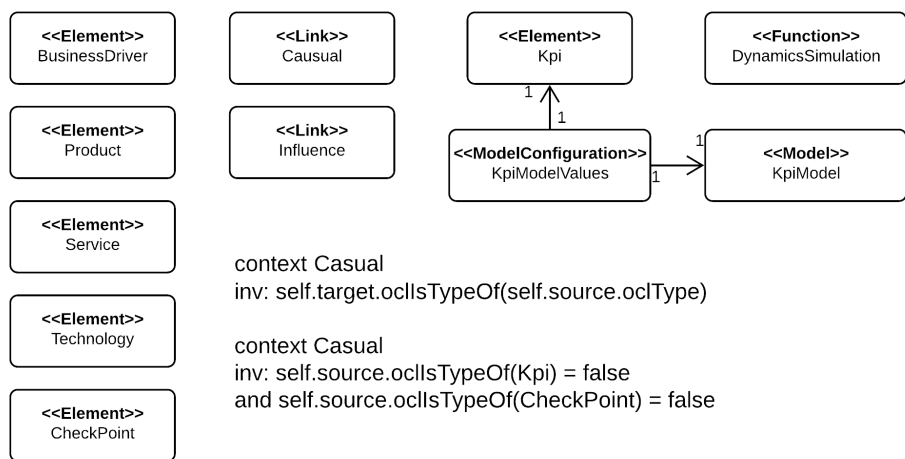 <<Element>>
BusinessDriver
<<Link>>
Causual
<<Element>>
Kpi
<<Function>>
DynamicsSimulation
<<Element>>
Product
<<Link>>
Influence
1
1
<<ModelConfiguration>>
KpiModelValues
1
1
<<Model>>
KpiModel
<<Element>>
Service
<<Element>>
Technology
<<Element>>
CheckPoint
context Casual
inv: self.target.oclIsTypeOf(self.source.oclType)
context Casual
inv: self.source.oclIsTypeOf(Kpi) = false
and self.source.oclIsTypeOf(CheckPoint) = false